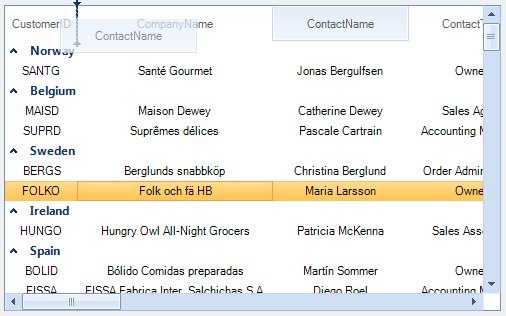 CustomerID CompanyName ContactName ContactT
ContactName
Norway
SANTG Santé Gourmet Jonas Bergulfsen Owne
Belgium
MAISD Maison Dewey Catherine Dewey Sales Ag
SUPRD Suprêmes délices Pascale Cartrain Accounting M
Sweden
BERGS Berglunds snabbköp Christina Berglund Order Admin
FOLKO Folk och fä HB Maria Larsson Owne
Ireland
HUNGO Hungry Owl All-Night Grocers Patricia McKenna Sales Asso
Spain
BOLID Bólido Comidas preparadas Martín Sommer Owne
FISSA FISSA Fabrica Inter. Salchichas S.A. Diego Roel Accounting M